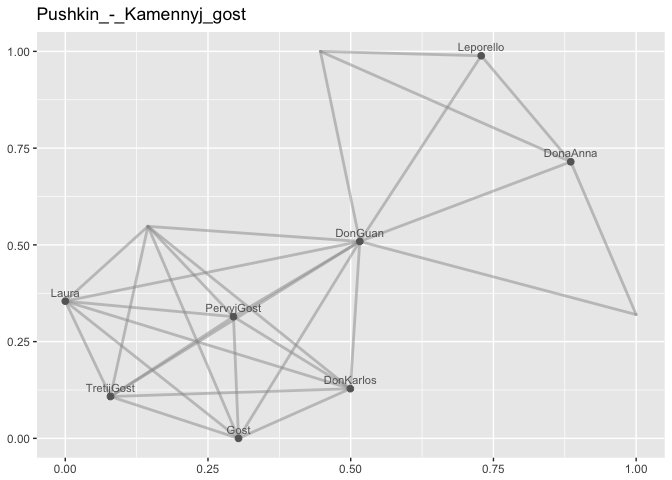 Pushkin_-_Kamennyj_gost
1.00
0.75
0.50
0.25
0.00
Leporello
DonaAnna
DonGuan
Laura
PervyjGost
DonKarlos
TretiiGost
Gost
0.00
0.25
0.50
0.75
1.00